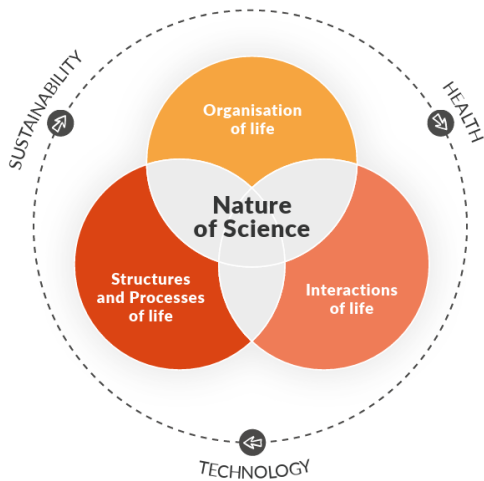 SUSTAINABILITY
HEALTH
Organisation
of life
Nature
of Science
Structures
and Processes
of life
Interactions
of life
TECHNOLOGY